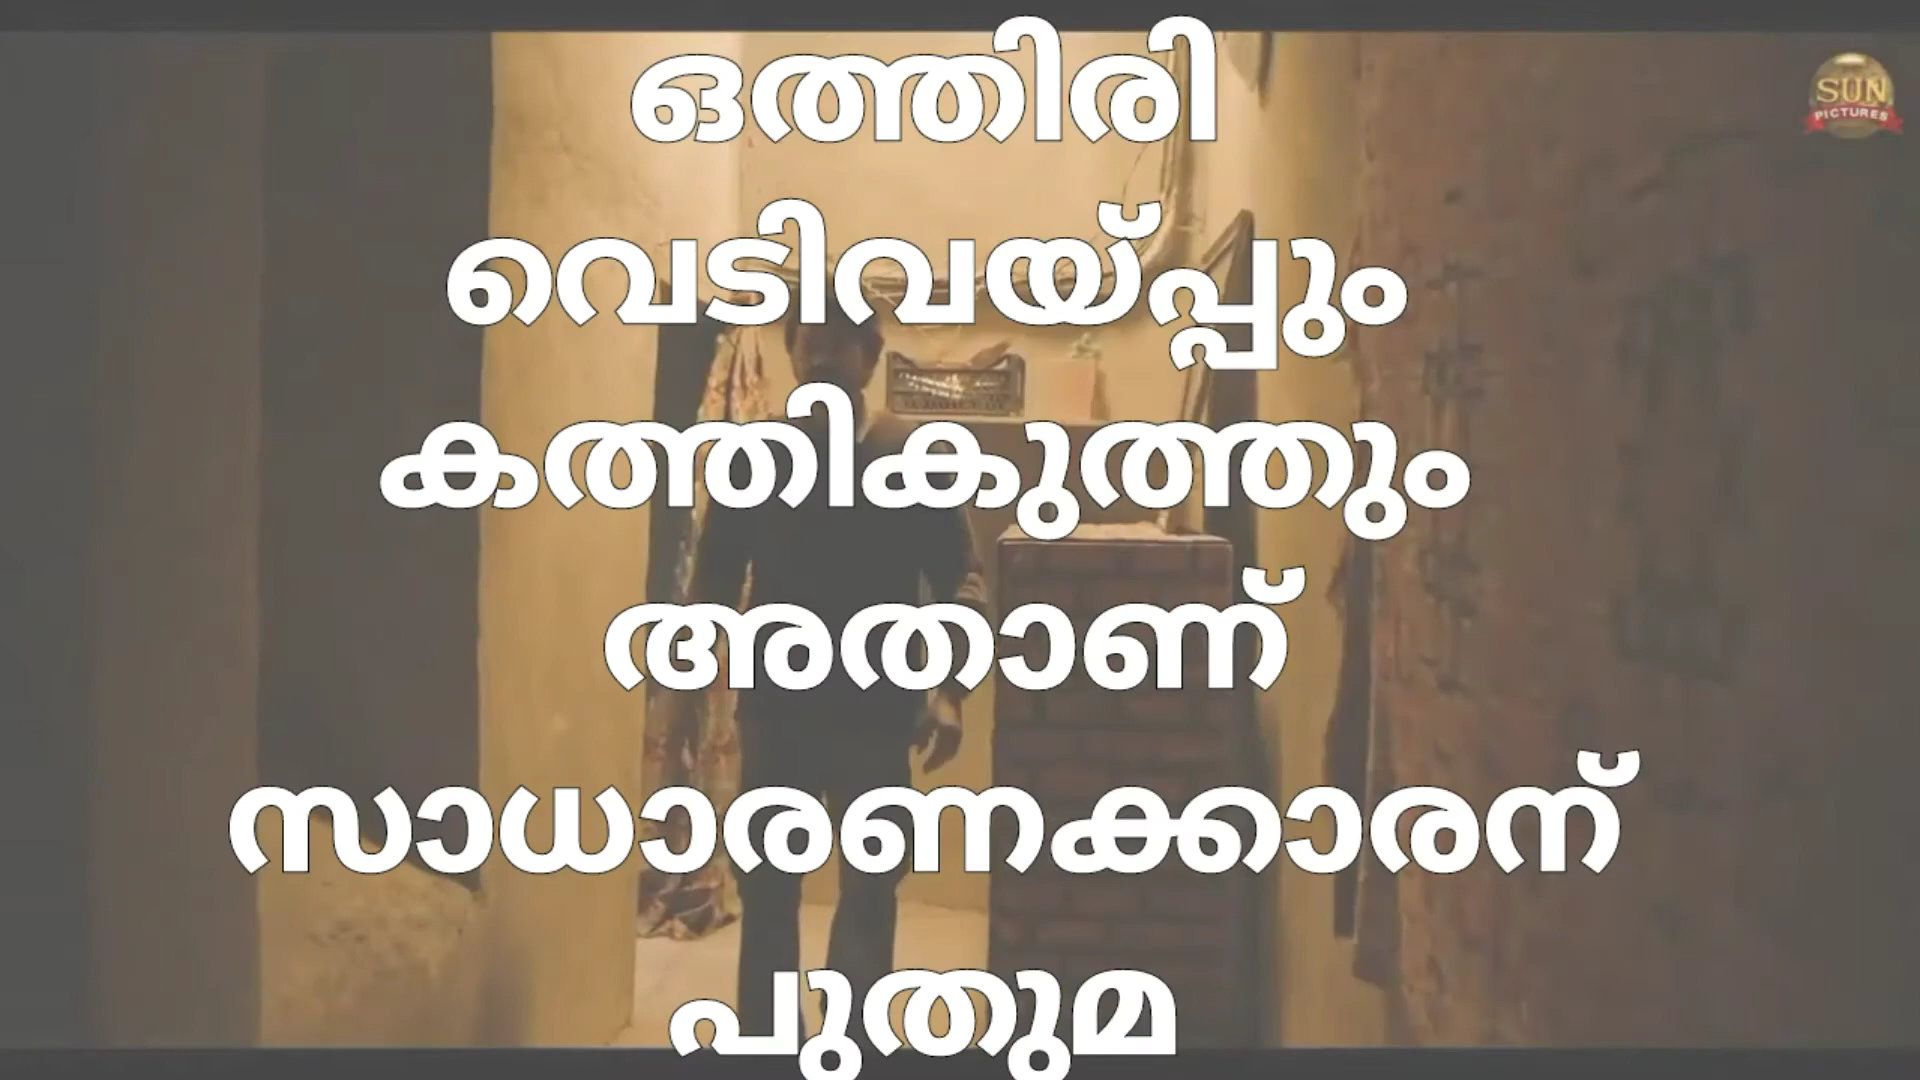 ഒത്തിരി
വെടിവയ്പ്പും
കത്തികുത്തും
അതാണ്
സാധാരണക്കാരന്
പുതുമ
SUN
PICTURES